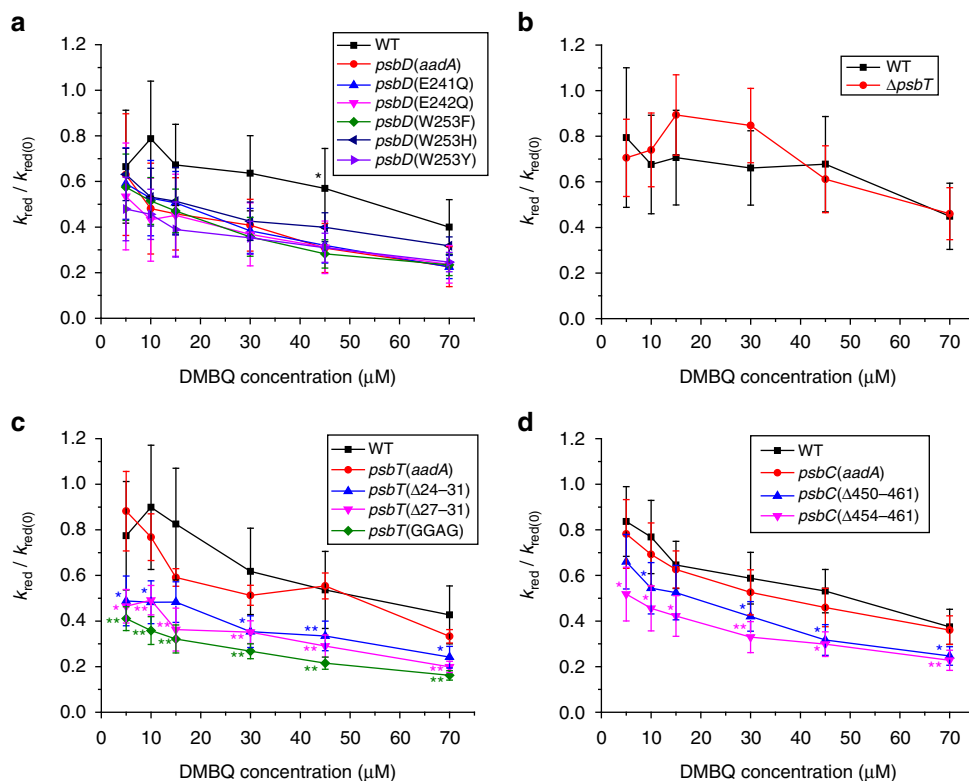 a
1.2
1.0
0.8
0.6
0.4
0.2
0.0
0 10 20 30 40 50 60 70
k_red / k_red(0)
DMBQ concentration (μM)
WT
psbD(aadA)
psbD(E241Q)
psbD(E242Q)
psbD(W253F)
psbD(W253H)
psbD(W253Y)
*
b
1.2
1.0
0.8
0.6
0.4
0.2
0.0
0 10 20 30 40 50 60 70
k_red / k_red(0)
DMBQ concentration (μM)
WT
ΔpsbT
c
1.2
1.0
0.8
0.6
0.4
0.2
0.0
0 10 20 30 40 50 60 70
k_red / k_red(0)
DMBQ concentration (μM)
WT
psbT(aadA)
psbT(Δ24–31)
psbT(Δ27–31)
psbT(GGAG)
* * * ** *
* ** ** ** ** **
** ** ** ** ** **
d
1.2
1.0
0.8
0.6
0.4
0.2
0.0
0 10 20 30 40 50 60 70
k_red / k_red(0)
DMBQ concentration (μM)
WT
psbC(aadA)
psbC(Δ450–461)
psbC(Δ454–461)
* * * *
* * * ** * **